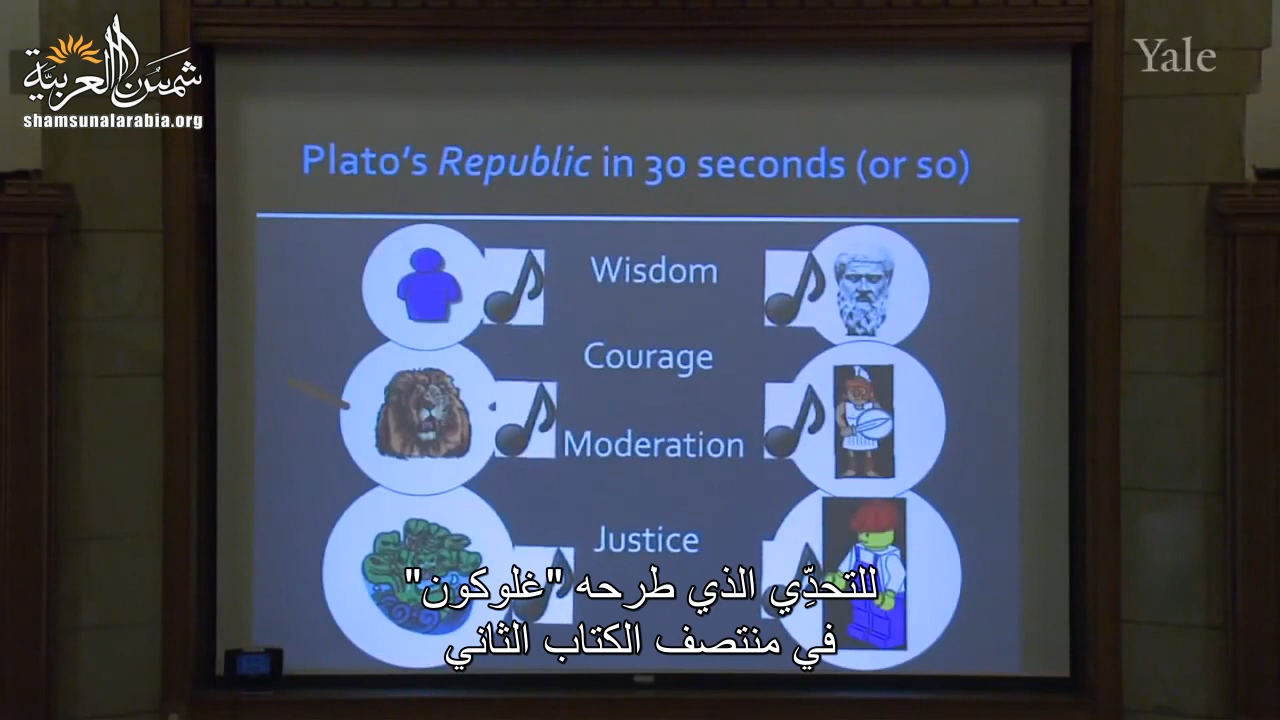 شمس العربية
shamsunalarabia.org
Yale
Plato's Republic in 30 seconds (or so)
Wisdom
Courage
Moderation
Justice
للتحدِّي الذي طرحه "غلوكون"
في منتصف الكتاب الثاني